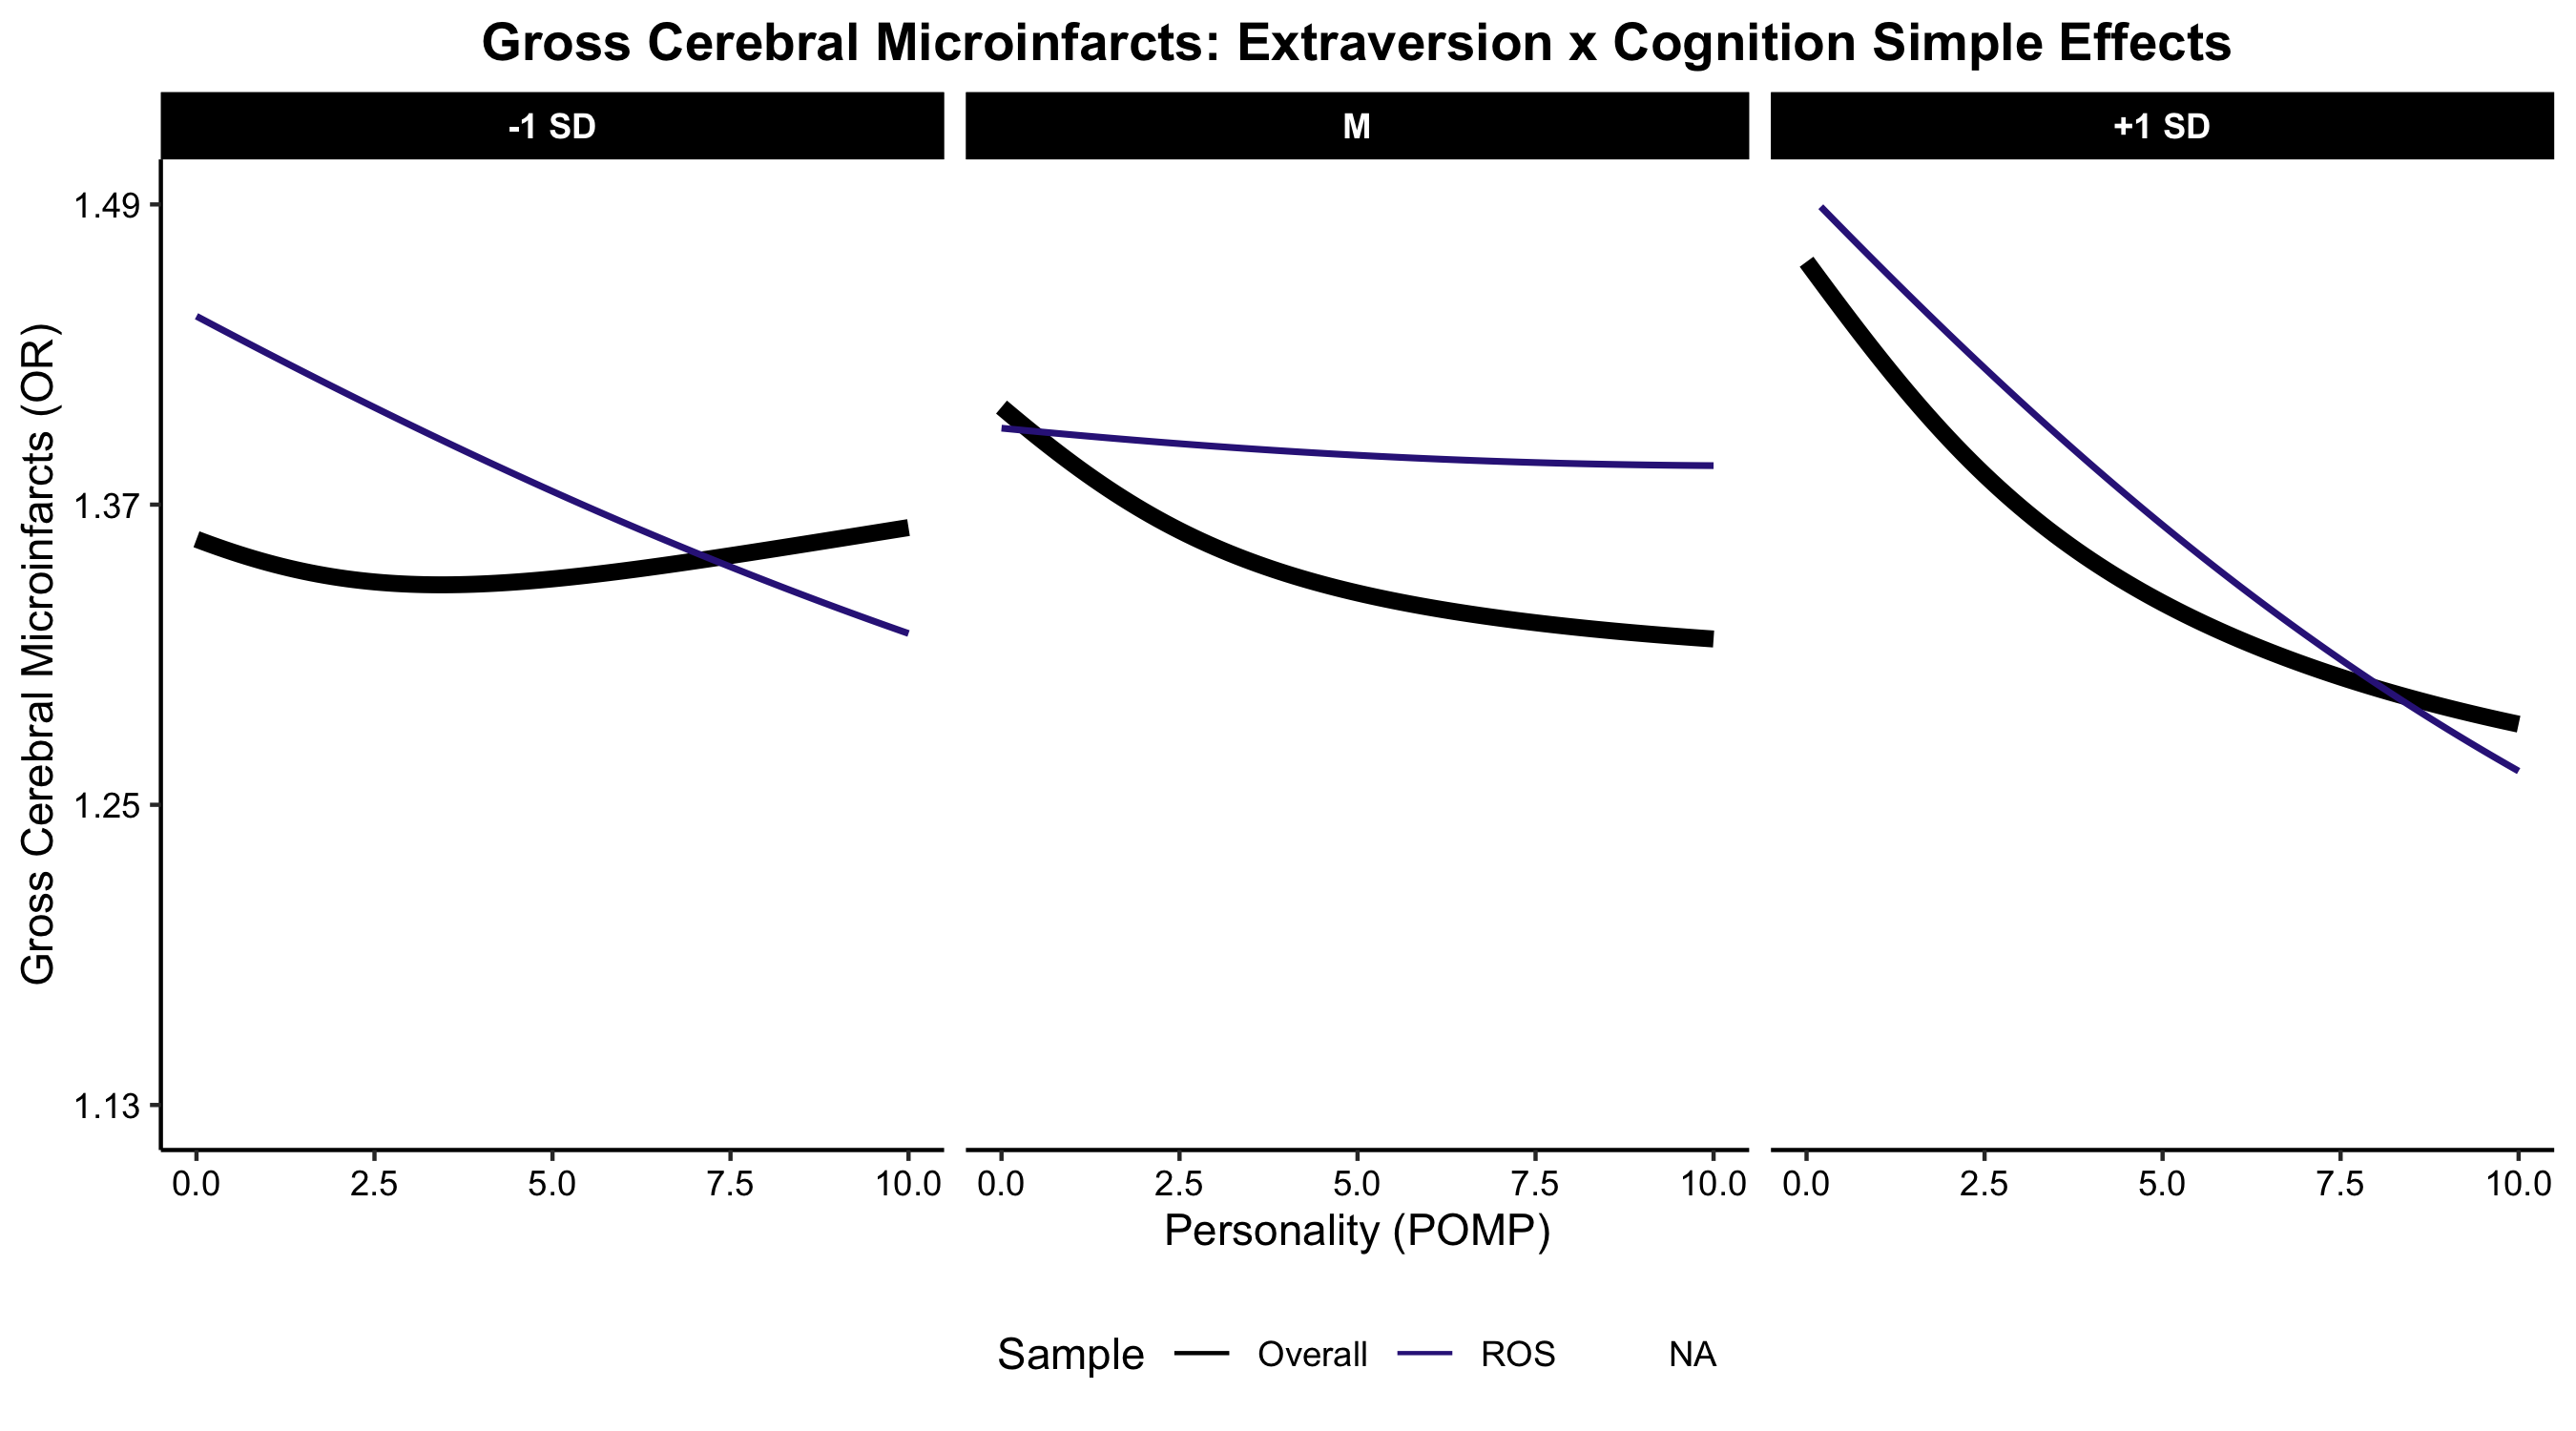 Gross Cerebral Microinfarcts: Extraversion x Cognition Simple Effects
-1 SD
M
+1 SD
Gross Cerebral Microinfarcts (OR)
1.49
1.37
1.25
1.13
0.0 2.5 5.0 7.5 10.0
0.0 2.5 5.0 7.5 10.0
0.0 2.5 5.0 7.5 10.0
Personality (POMP)
Sample Overall ROS NA